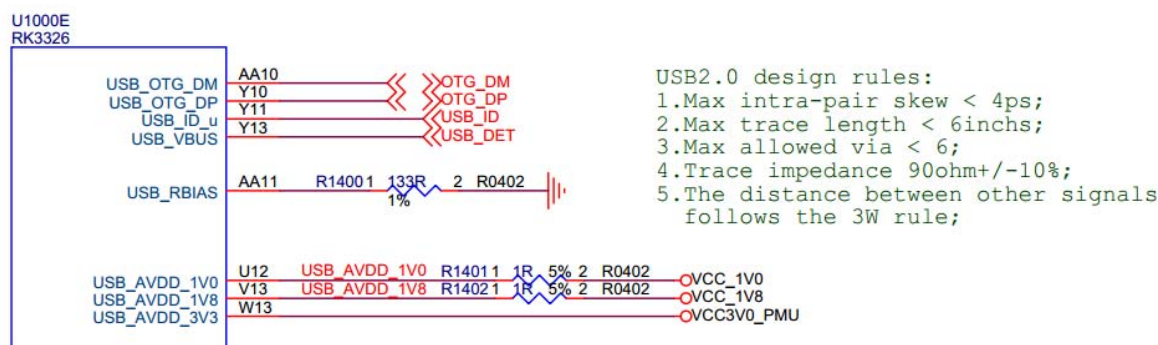 U1000E
RK3326
USB_OTG_DM AA10 OTG_DM
USB_OTG_DP Y10 OTG_DP
USB_ID_u Y11 USB_ID
USB_VBUS Y13 USB_DET
USB_RBIAS AA11 R1400 1 133R 2 R0402
1%
USB_AVDD_1V0 U12 USB_AVDD_1V0 R1401 1 1R 5% 2 R0402 VCC_1V0
USB_AVDD_1V8 V13 USB_AVDD_1V8 R1402 1 1R 5% 2 R0402 VCC_1V8
USB_AVDD_3V3 W13 VCC3V0_PMU
USB2.0 design rules:
1.Max intra-pair skew < 4ps;
2.Max trace length < 6inchs;
3.Max allowed via < 6;
4.Trace impedance 90ohm+/-10%;
5.The distance between other signals
follows the 3W rule;